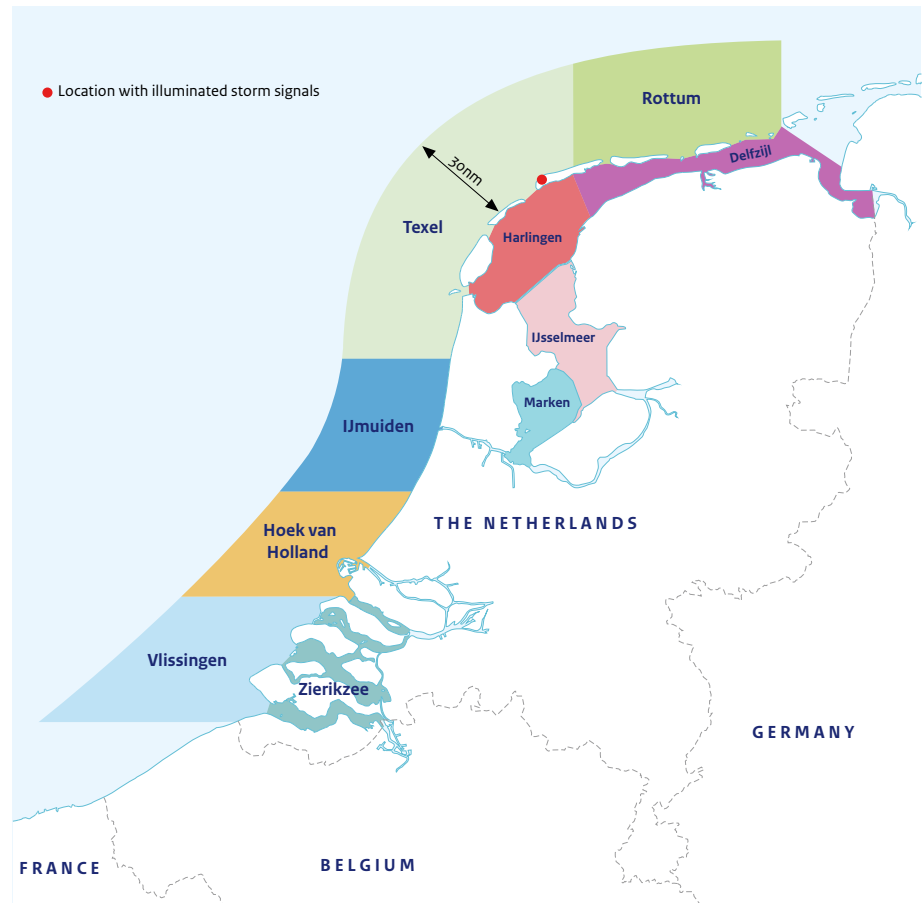 Location with illuminated storm signals
Rottum
Delfzijl
30nm
Texel
Harlingen
IJsselmeer
Marken
IJmuiden
THE NETHERLANDS
Hoek van
Holland
Vlissingen
Zierikzee
GERMANY
BELGIUM
FRANCE